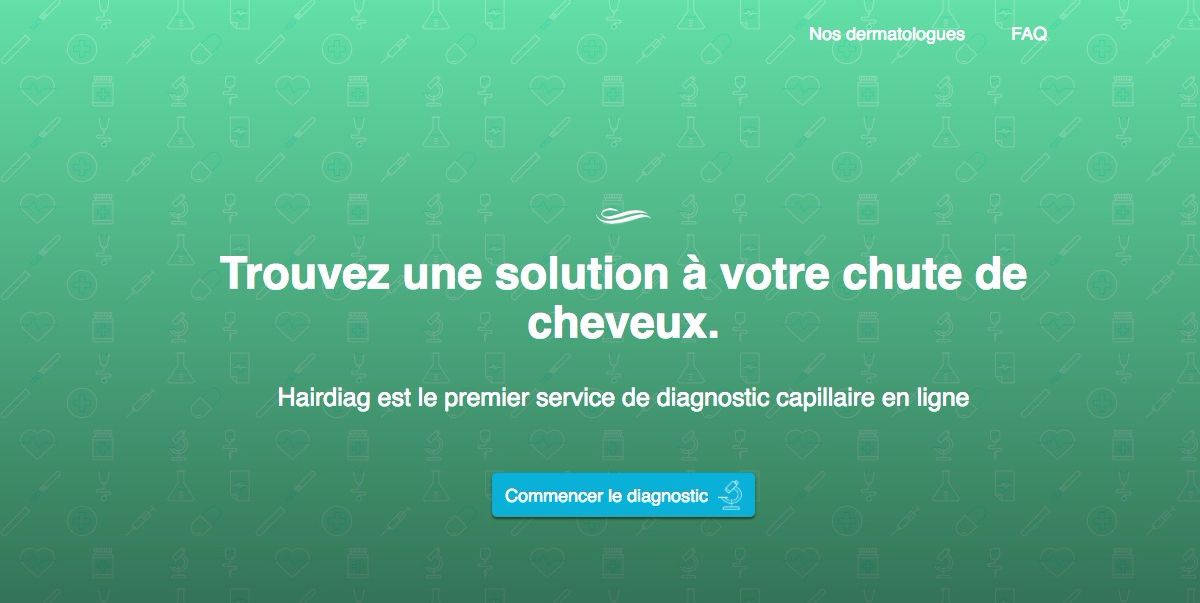 Nos dermatologues FAQ
Trouvez une solution à votre chute de
cheveux.
Hairdiag est le premier service de diagnostic capillaire en ligne
Commencer le diagnostic